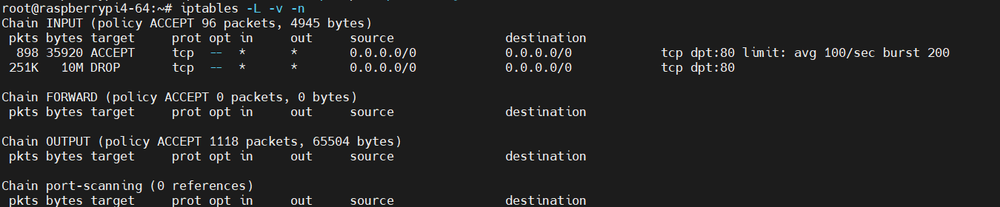 root@raspberrypi4-64:~# iptables -L -v -n
Chain INPUT (policy ACCEPT 96 packets, 4945 bytes)
 pkts bytes target     prot opt in     out     source               destination
  898 35920 ACCEPT     tcp  --  *      *       0.0.0.0/0            0.0.0.0/0            tcp dpt:80 limit: avg 100/sec burst 200
 251K   10M DROP       tcp  --  *      *       0.0.0.0/0            0.0.0.0/0            tcp dpt:80

Chain FORWARD (policy ACCEPT 0 packets, 0 bytes)
 pkts bytes target     prot opt in     out     source               destination

Chain OUTPUT (policy ACCEPT 1118 packets, 65504 bytes)
 pkts bytes target     prot opt in     out     source               destination

Chain port-scanning (0 references)
 pkts bytes target     prot opt in     out     source               destination